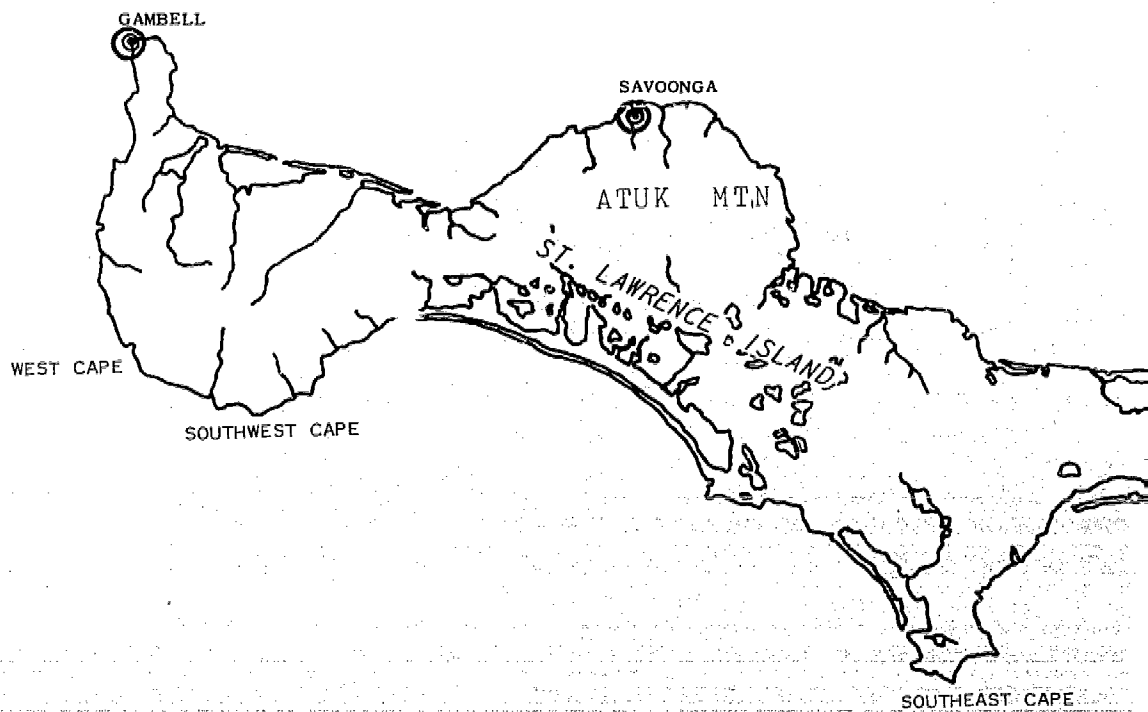 GAMBELL
SAVOONGA
ATUK MTN
ST. LAWRENCE ISLAND
WEST CAPE
SOUTHWEST CAPE
SOUTHEAST CAPE